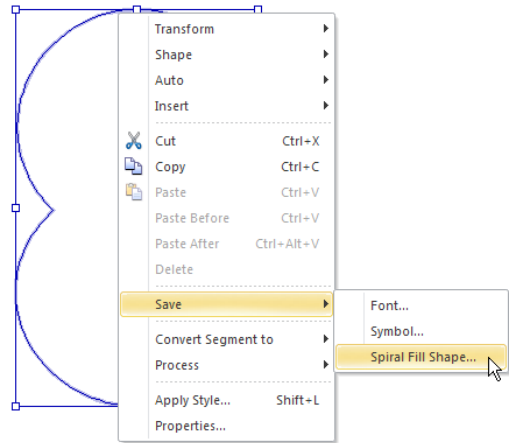 Transform
Shape
Auto
Insert
Cut Ctrl+X
Copy Ctrl+C
Paste Ctrl+V
Paste Before Ctrl+V
Paste After Ctrl+Alt+V
Delete
Save
Font...
Symbol...
Convert Segment to
Spiral Fill Shape...
Process
Apply Style... Shift+L
Properties...